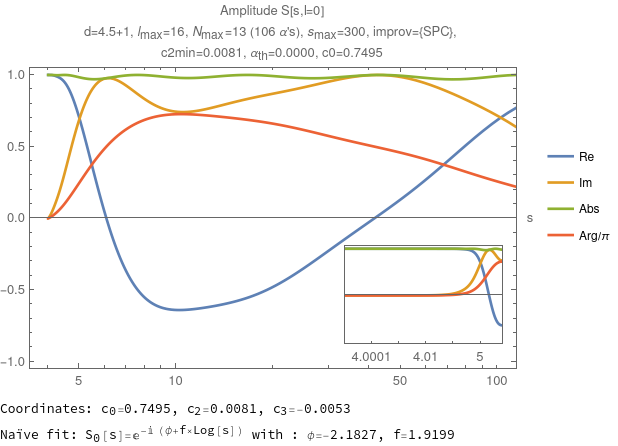 Amplitude S[s,l=0]
d=4.5+1, lmax=16, Nmax=13 (106 α's), smax=300, improv={SPC},
c2min=0.0081, αth=0.0000, c0=0.7495
1.0
0.5
0.0
-0.5
-1.0
5 10 50 100
s
Re
Im
Abs
Arg/π
4.0001 4.01 5
Coordinates: c0=0.7495, c2=0.0081, c3=-0.0053
Naïve fit: S0[s]=e^-i (ϕ+f×Log[s]) with : ϕ=-2.1827, f=1.9199